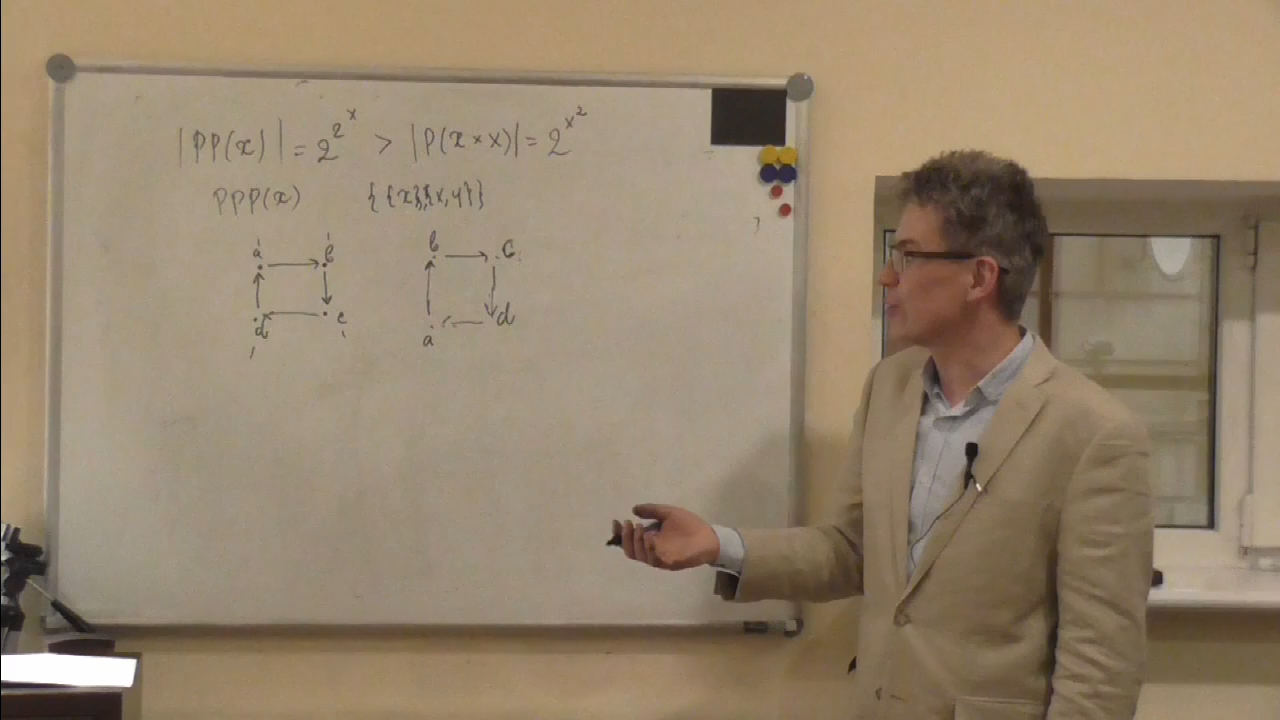 |PP(x)| = 2^{2^x} > |P(x × x)| = 2^{x^2}
PPP(x) {{x},{x,y}}
a b b c
d c a d